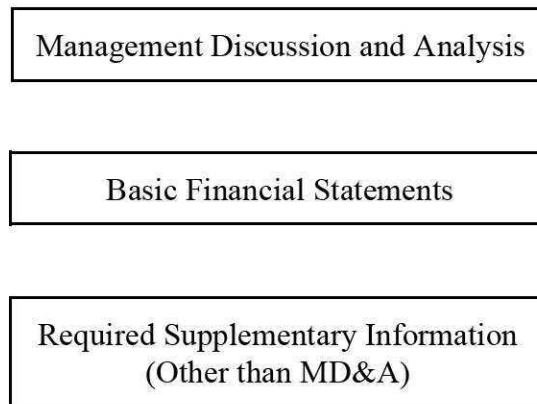 Management Discussion and Analysis
Basic Financial Statements
Required Supplementary Information
(Other than MD&A)